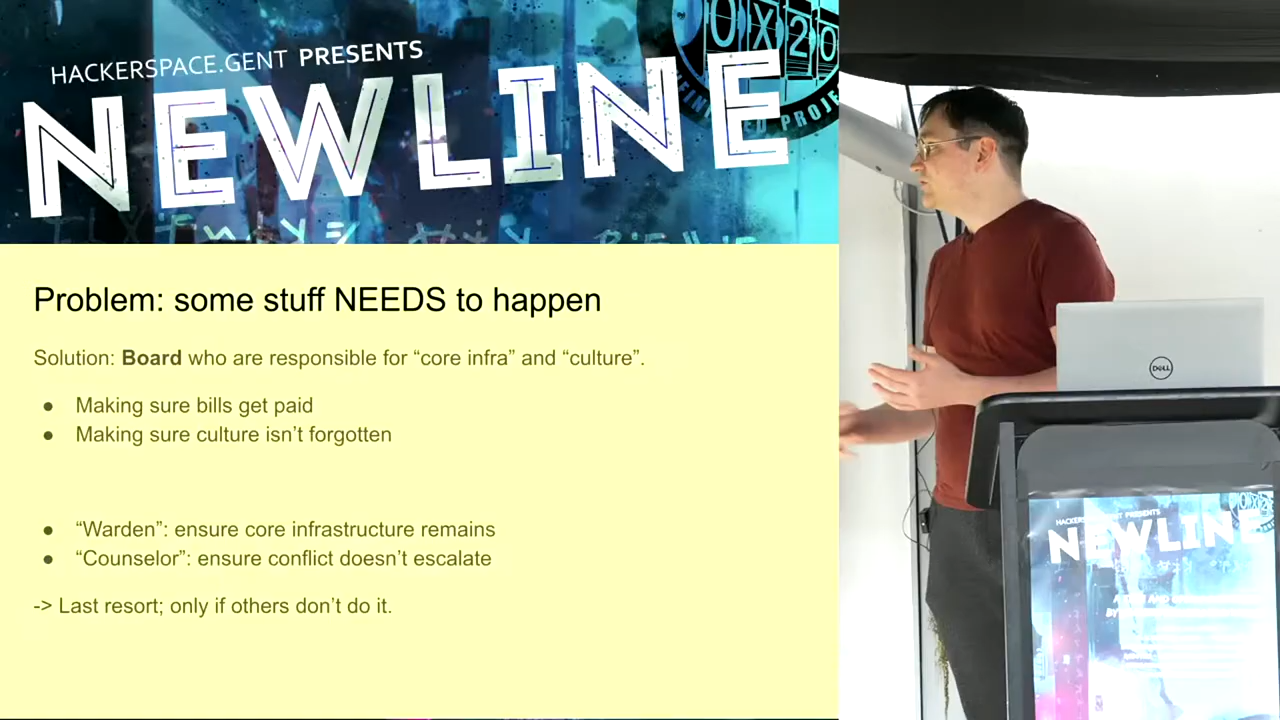 HACKERSPACE.GENT PRESENTS
NEWLINE
0X20
Problem: some stuff NEEDS to happen
Solution: Board who are responsible for “core infra” and “culture”.
● Making sure bills get paid
● Making sure culture isn’t forgotten
● “Warden”: ensure core infrastructure remains
● “Counselor”: ensure conflict doesn’t escalate
-> Last resort; only if others don’t do it.
DELL
PRESENTS
NEWLINE